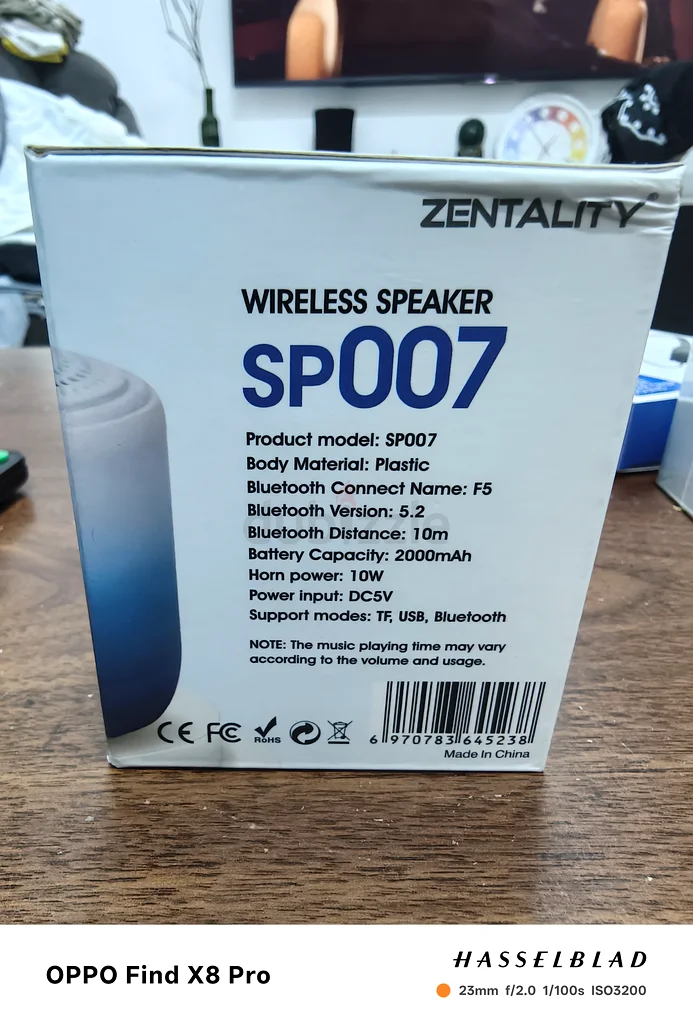 ZENTALITY®
WIRELESS SPEAKER
SP007
Product model: SP007
Body Material: Plastic
Bluetooth Connect Name: F5
Bluetooth Version: 5.2
dubizzle
Bluetooth Distance: 10m
Battery Capacity: 2000mAh
Horn power: 10W
Power input: DC5V
Support modes: TF, USB, Bluetooth
NOTE: The music playing time may vary
according to the volume and usage.
CE FC RoHS
6 970783 645238
Made In China
OPPO Find X8 Pro
HASSELBLAD
23mm f/2.0 1/100s ISO3200